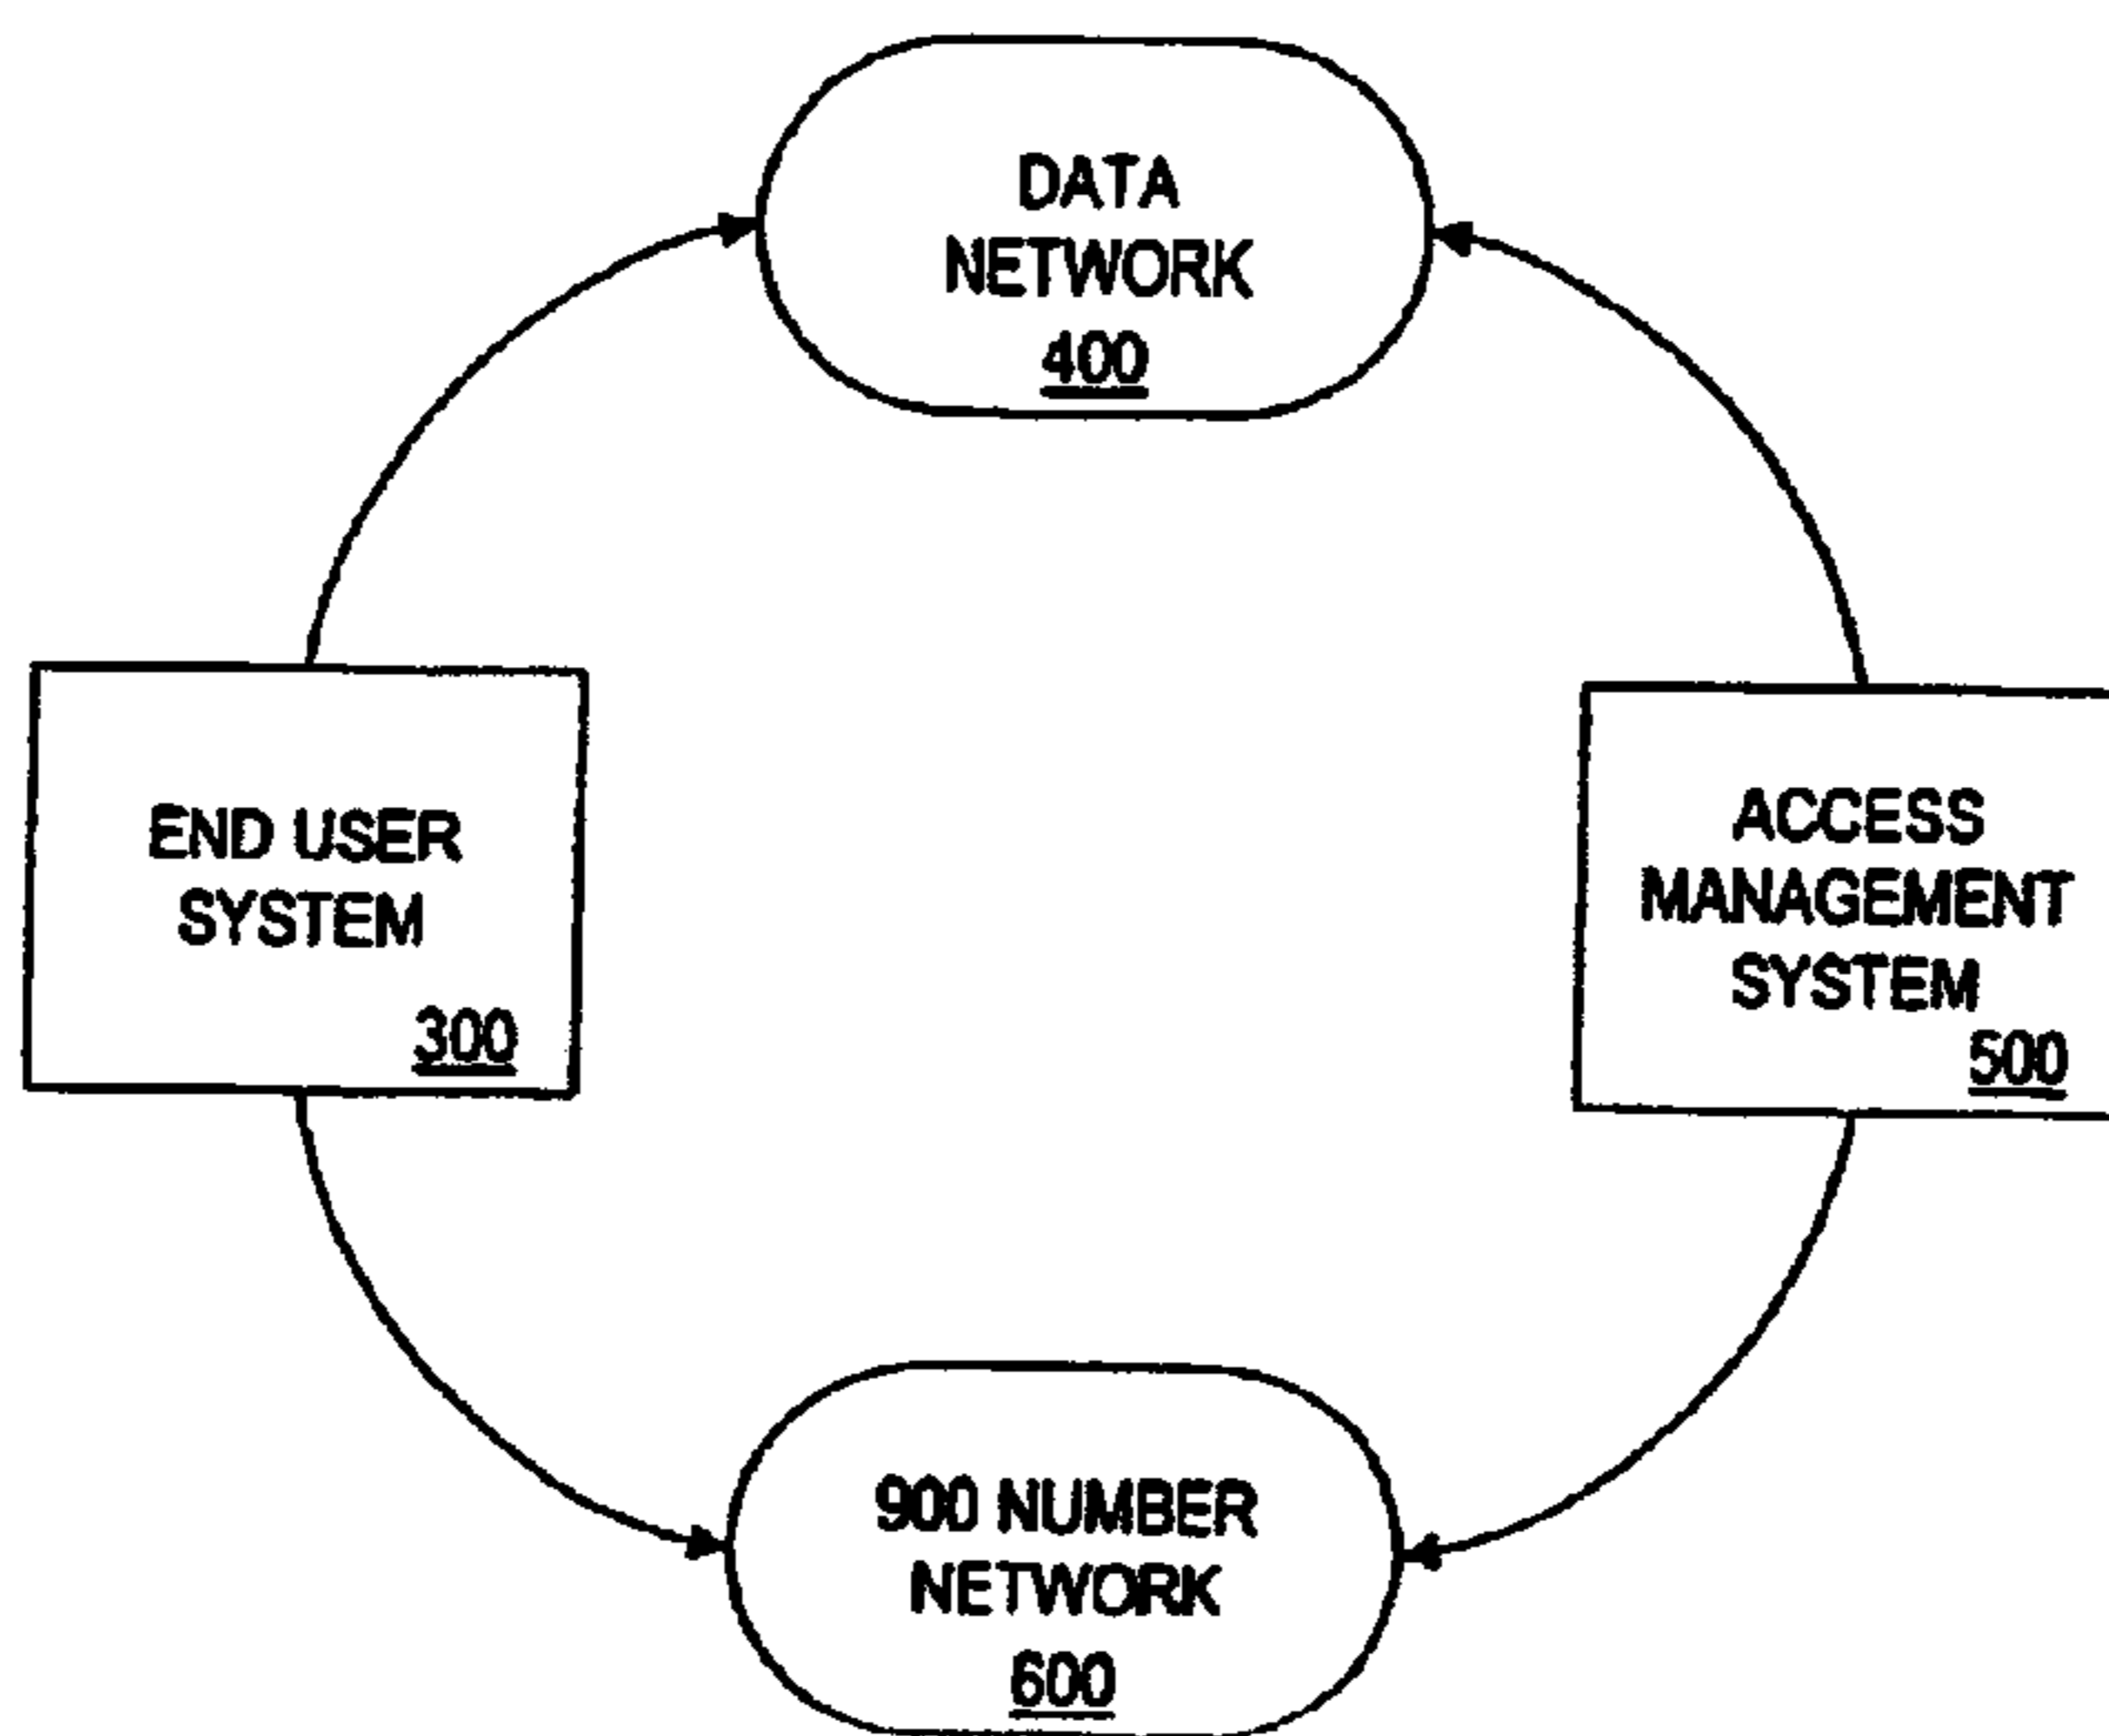 DATA
NETWORK
400
END USER
SYSTEM
300
ACCESS
MANAGEMENT
SYSTEM
500
900 NUMBER
NETWORK
600